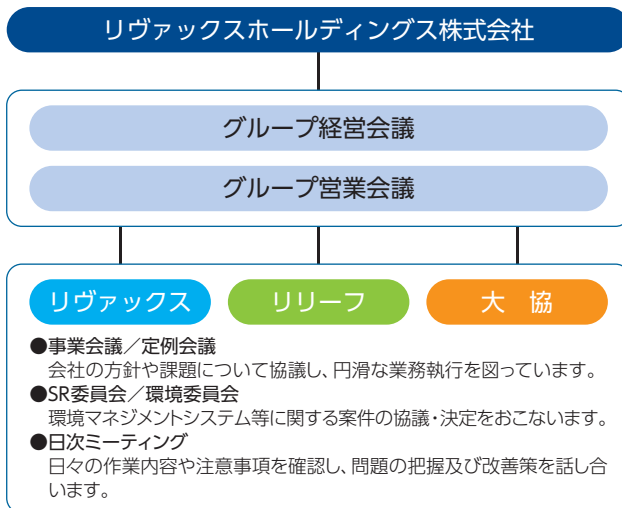 リヴァックスホールディングス株式会社
グループ経営会議
グループ営業会議
リヴァックス リリーフ 大 協
●事業会議／定例会議
会社の方針や課題について協議し、円滑な業務執行を図っています。
●SR委員会／環境委員会
環境マネジメントシステム等に関する案件の協議・決定をおこないます。
●日次ミーティング
日々の作業内容や注意事項を確認し、問題の把握及び改善策を話し合
います。